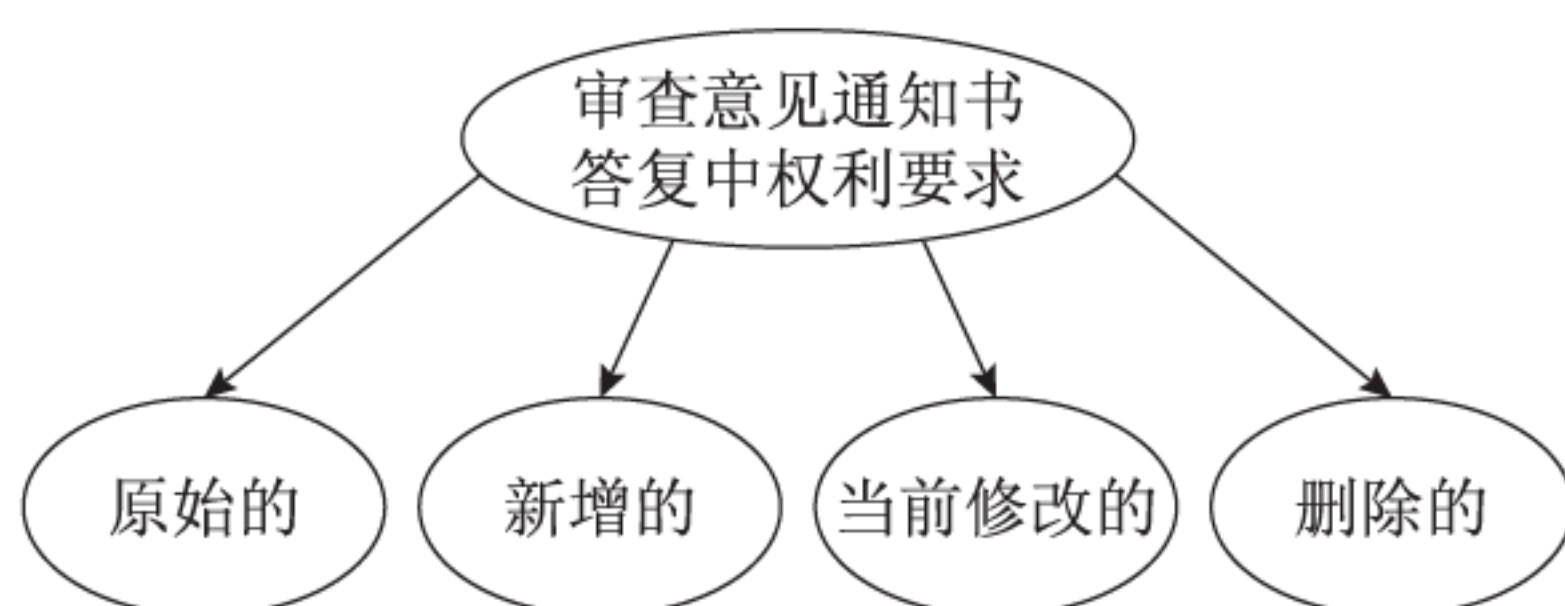 审查意见通知书
答复中权利要求
原始的
新增的
当前修改的
删除的